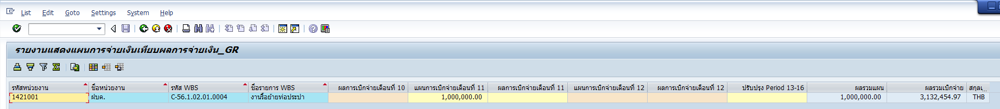 List Edit Goto Settings System Help
รายงานแสดงแผนการจ่ายเงินเทียบผลการจ่ายเงิน_GR
รหัสหน่วยงาน ชื่อหน่วยงาน รหัส WBS ชื่อรายการ WBS ผลการเบิกจ่ายเดือนที่ 10 แผนการเบิกจ่ายเดือนที่ 11 ผลการเบิกจ่ายเดือนที่ 11 แผนการเบิกจ่ายเดือนที่ 12 ผลการเบิกจ่ายเดือนที่ 12 ปรับปรุง Period 13-16 ผลรวมแผน ผลรวมเบิกจ่าย สกุลเ...
1421001 ฝบค. C-56.1.02.01.0004 งานรื้อย้ายท่อประปา 1,000,000.00 1,000,000.00 3,132,454.97 THB